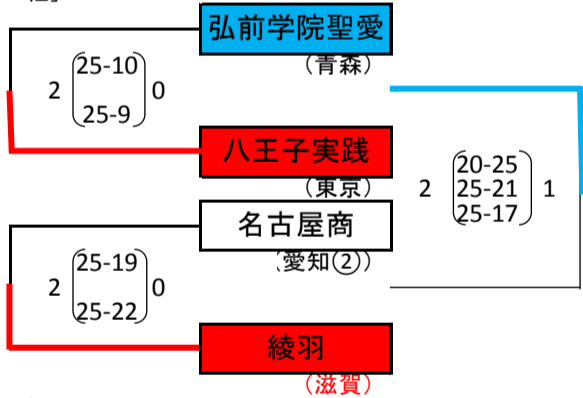 弘前学院聖愛
(青森)
2 25-10 0
25-9
八王子実践
(東京)
2 20-25 1
25-21
25-17
名古屋商
(愛知②)
2 25-19 0
25-22
綾羽
(滋賀)